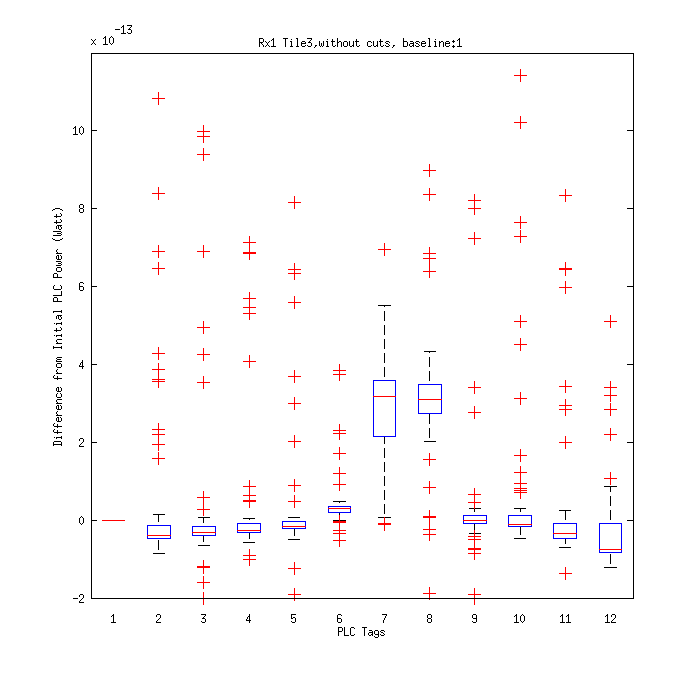 x 10^-13
Rx1 Tile3,without cuts, baseline:1
Difference from Initial PLC Power (Watt)
10
8
6
4
2
0
-2
1 2 3 4 5 6 7 8 9 10 11 12
PLC Tags